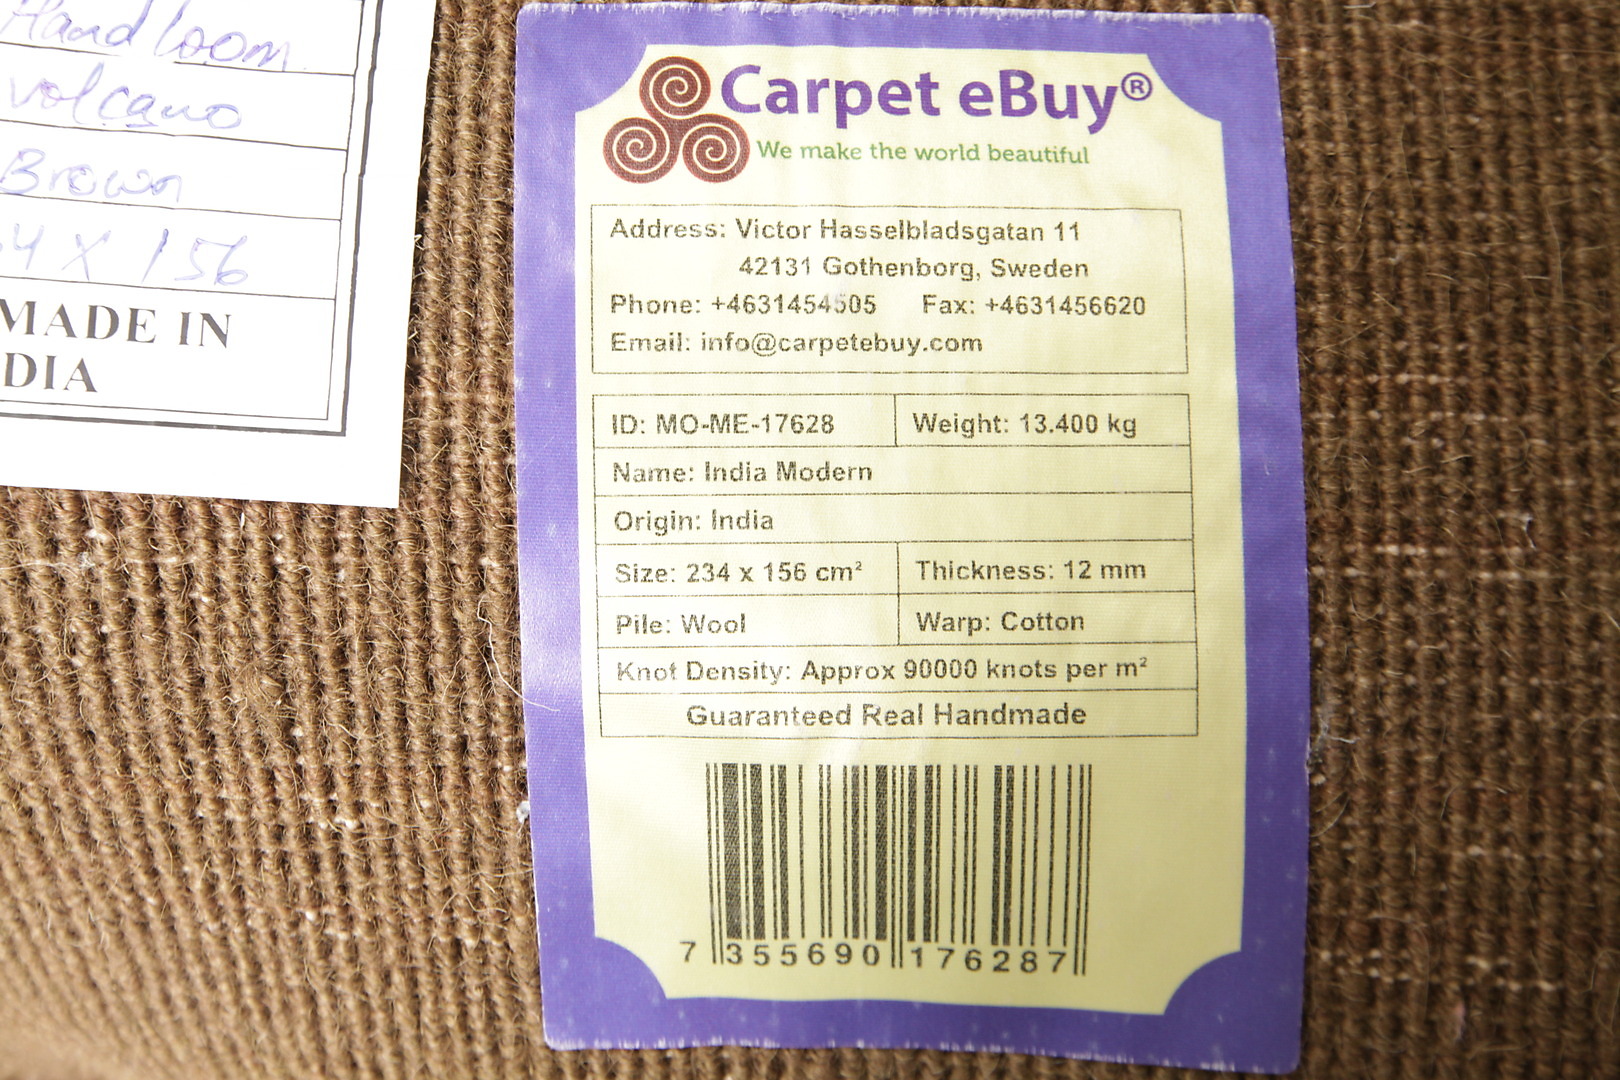 Hand loom
volcano
Brown
4 X 156
MADE IN
DIA
Carpet eBuy®
We make the world beautiful
Address: Victor Hasselbladsgatan 11
42131 Gothenborg, Sweden
Phone: +4631454505 Fax: +4631456620
Email: info@carpetebuy.com
ID: MO-ME-17628 Weight: 13.400 kg
Name: India Modern
Origin: India
Size: 234 x 156 cm² Thickness: 12 mm
Pile: Wool Warp: Cotton
Knot Density: Approx 90000 knots per m²
Guaranteed Real Handmade
7 355690 176287